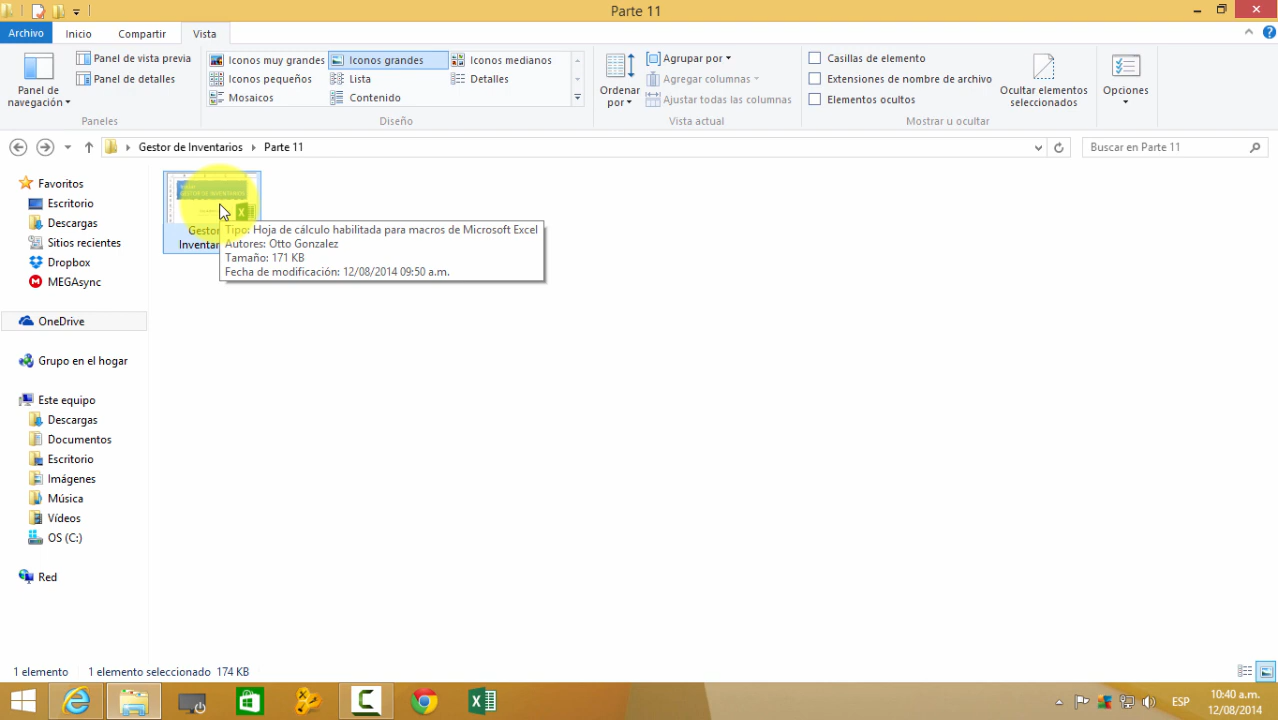 Parte 11
Archivo Inicio Compartir Vista
Panel de navegación
Panel de vista previa
Panel de detalles
Paneles
Iconos muy grandes Iconos grandes Iconos medianos
Iconos pequeños Lista Detalles
Mosaicos Contenido
Diseño
Ordenar por
Agrupar por
Agregar columnas
Ajustar todas las columnas
Vista actual
Casillas de elemento
Extensiones de nombre de archivo
Elementos ocultos
Ocultar elementos seleccionados
Mostrar u ocultar
Opciones
Gestor de Inventarios Parte 11
Buscar en Parte 11
Favoritos
Escritorio
Descargas
Sitios recientes
Dropbox
MEGAsync
OneDrive
Grupo en el hogar
Este equipo
Descargas
Documentos
Escritorio
Imágenes
Música
Vídeos
OS (C:)
Red
GESTOR DE INVENTARIOS
Tipo: Hoja de cálculo habilitada para macros de Microsoft Excel
Autores: Otto Gonzalez
Tamaño: 171 KB
Fecha de modificación: 12/08/2014 09:50 a.m.
1 elemento 1 elemento seleccionado 174 KB
ESP
10:40 a.m.
12/08/2014